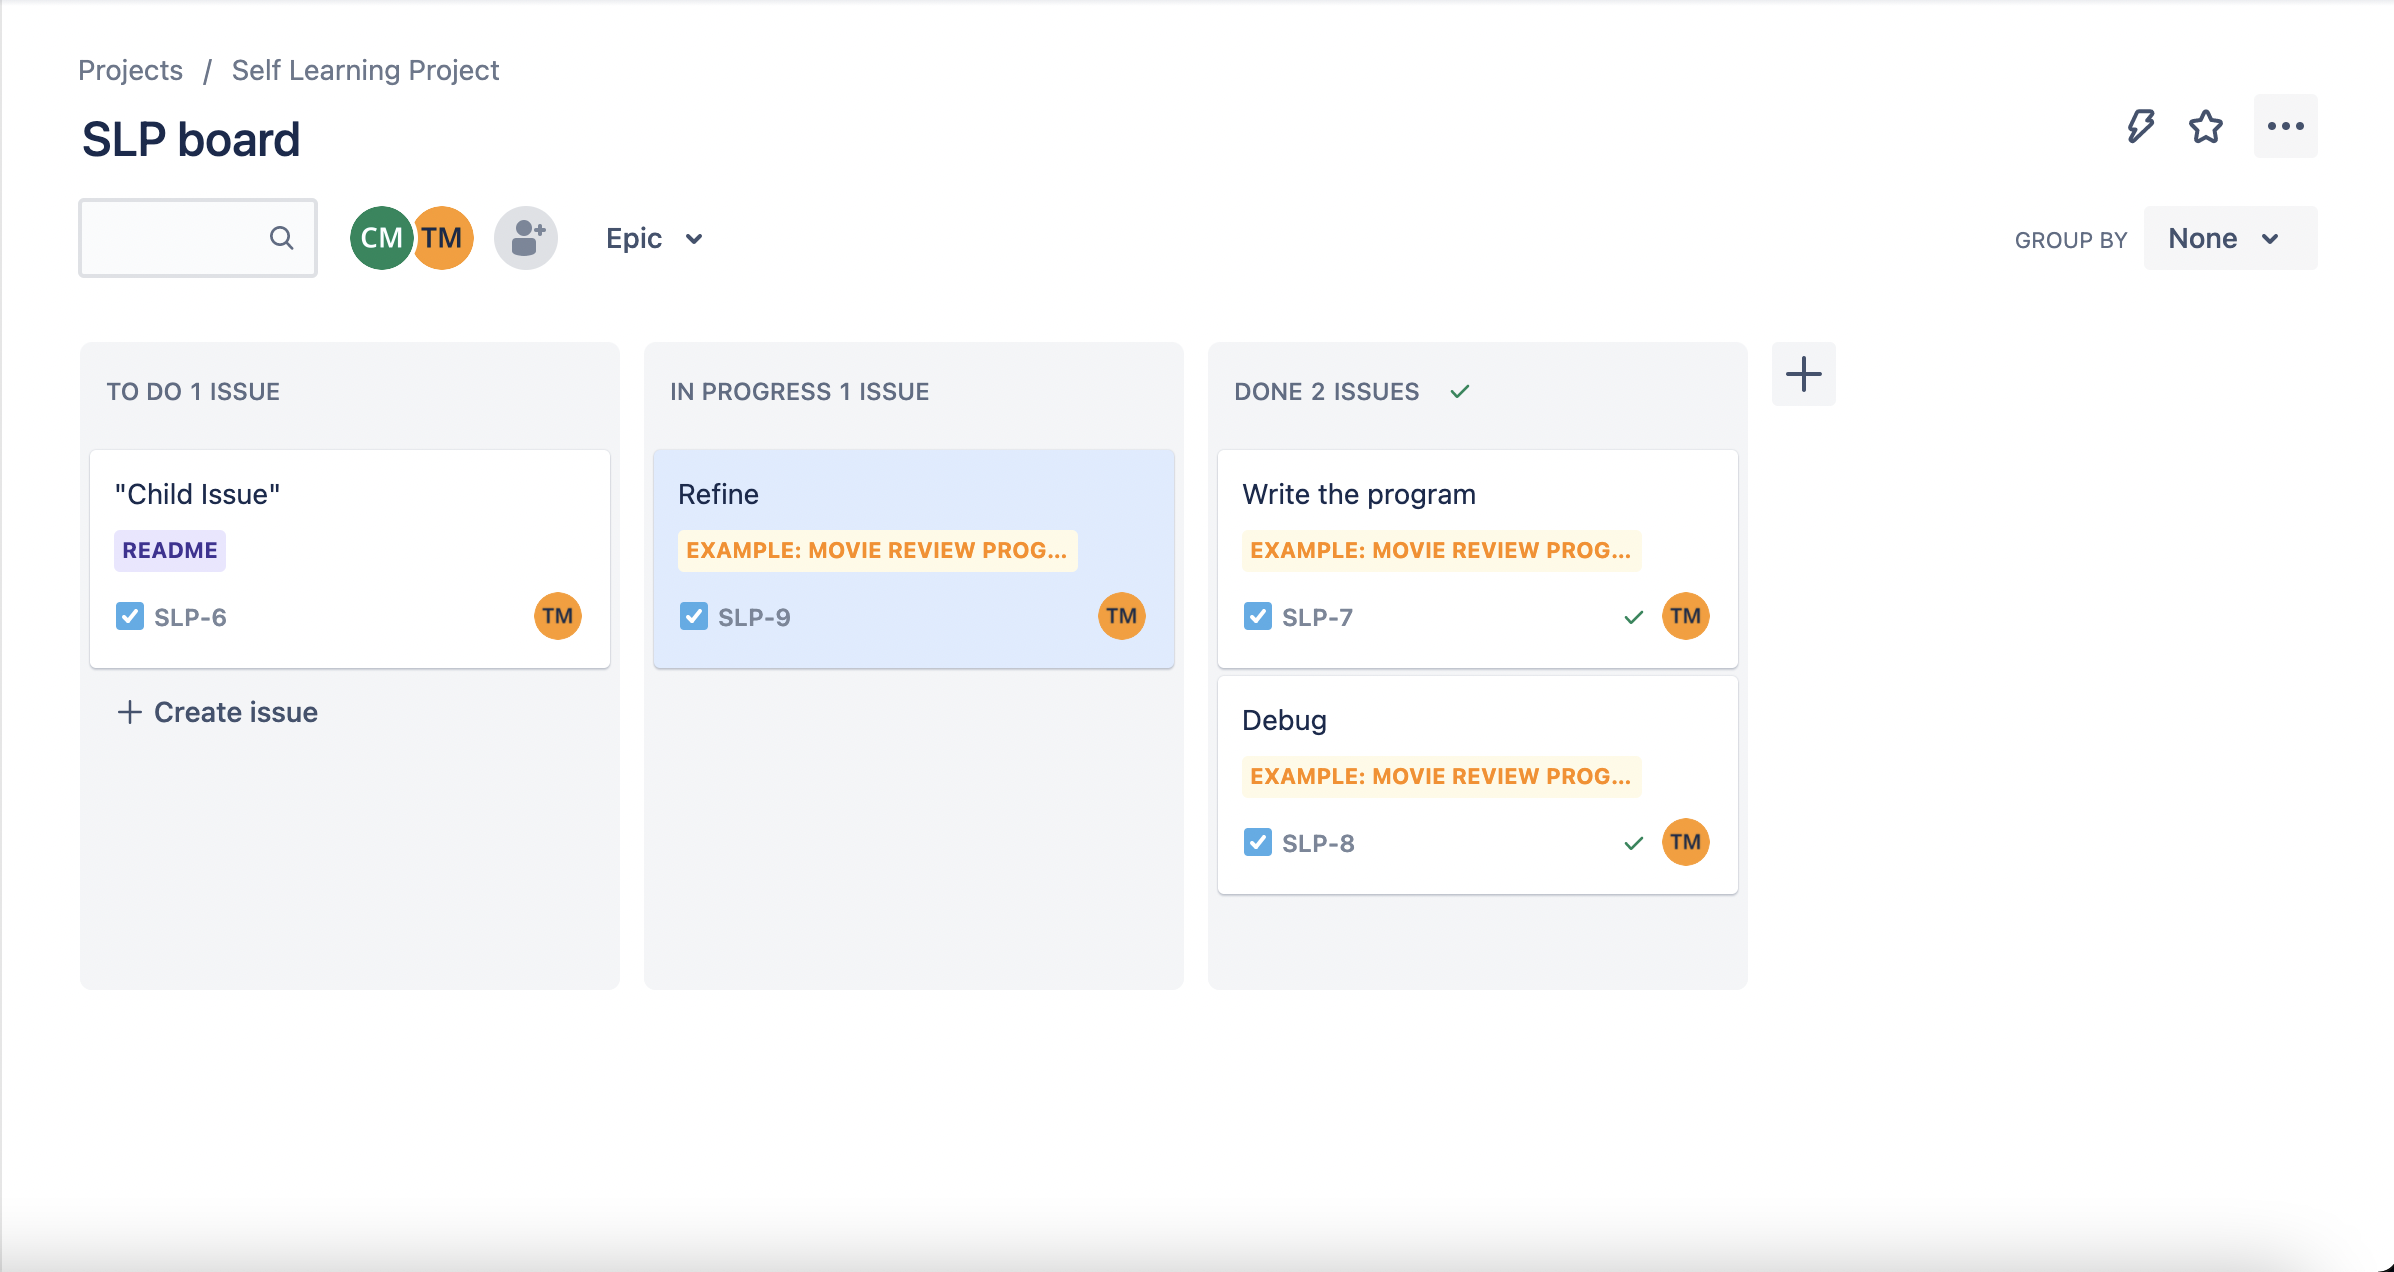 Projects / Self Learning Project
SLP board
CM TM Epic GROUP BY None
TO DO 1 ISSUE
"Child Issue"
README
SLP-6 TM
Create issue
IN PROGRESS 1 ISSUE
Refine
EXAMPLE: MOVIE REVIEW PROG...
SLP-9 TM
DONE 2 ISSUES
Write the program
EXAMPLE: MOVIE REVIEW PROG...
SLP-7 TM
Debug
EXAMPLE: MOVIE REVIEW PROG...
SLP-8 TM